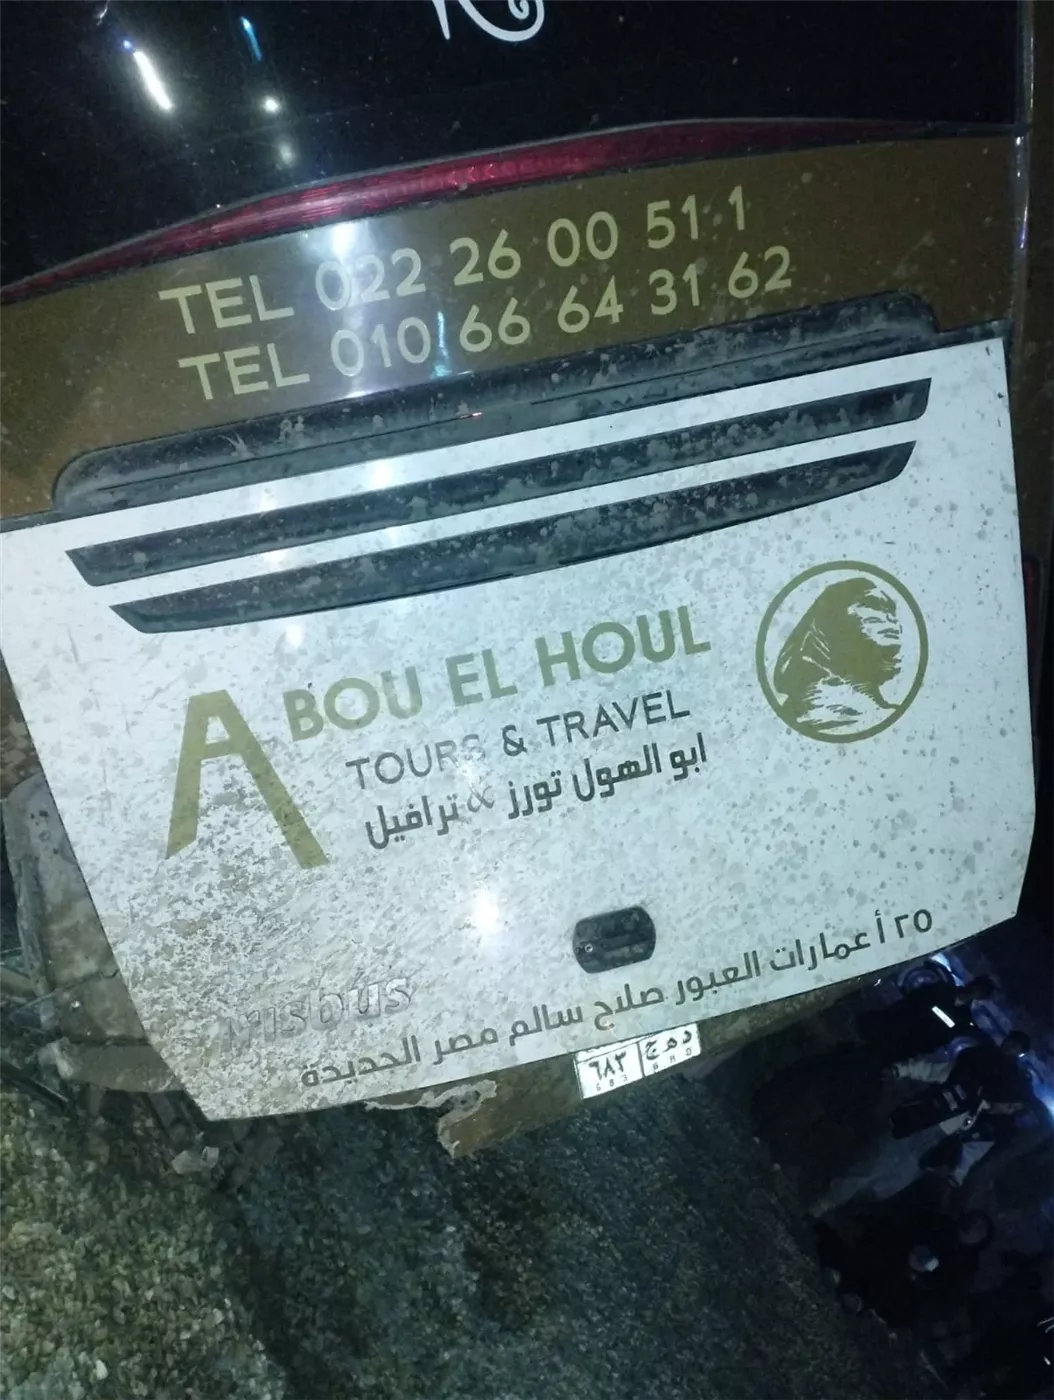 TEL 022 26 00 51 1
TEL 010 66 64 31 62
ABOU EL HOUL
TOURS & TRAVEL
ابو الهول تورز & ترافيل
Misbus
٢٥ أ عمارات العبور صلاح سالم مصر الجديدة
٦٨٣
683